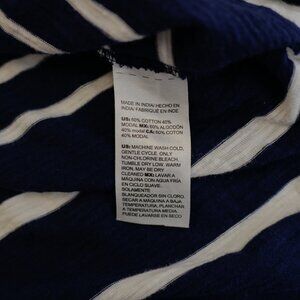 MADE IN INDIA/ HECHO EN
INDIA/ FABRIQUÉ EN INDE
US: 60% COTTON 40%
MODAL MX: 60% ALGODÓN
40% modal CA: 60% COTON
40% MODAL
US: MACHINE WASH COLD,
GENTLE CYCLE. ONLY
NON-CHLORINE BLEACH.
TUMBLE DRY LOW. WARM
IRON, MAY BE DRY
CLEANED MX: LAVAR A
MÁQUINA CON AGUA FRÍA
EN CICLO SUAVE.
SOLAMENTE
BLANQUEADOR SIN CLORO.
SECAR A MÁQUINA A BAJA
TEMPERATURA, PLANCHAR
A TEMPERATURA MEDIA.
PUEDE LAVARSE EN SECO